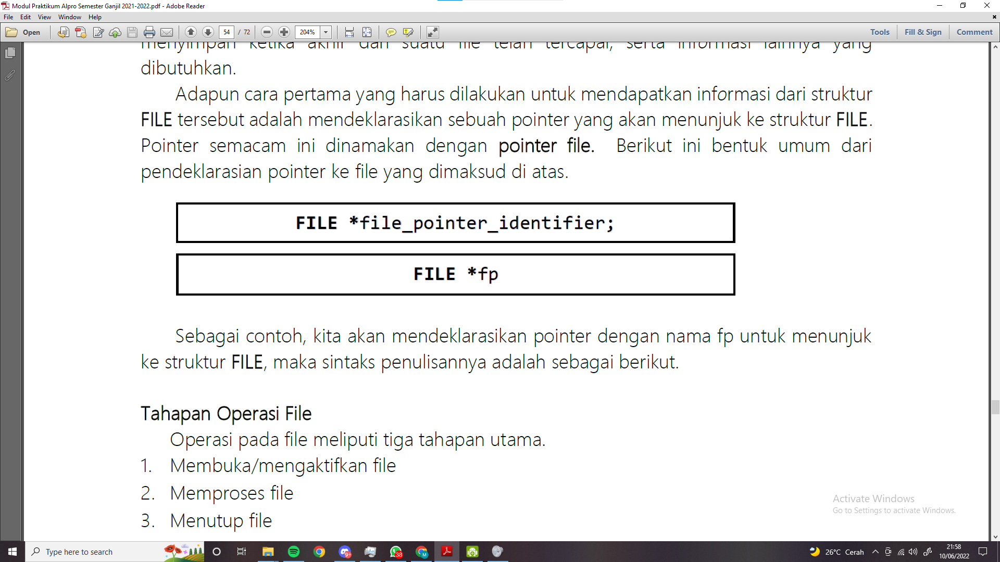 Modul Praktikum Alpro Semester Ganjil 2021-2022.pdf - Adobe Reader
File Edit View Window Help
Open 54 / 72 204% Tools Fill & Sign Comment
menyimpan ketika akhir dari suatu file telah tercapai, serta informasi lainnya yang
dibutuhkan.
Adapun cara pertama yang harus dilakukan untuk mendapatkan informasi dari struktur
FILE tersebut adalah mendeklarasikan sebuah pointer yang akan menunjuk ke struktur FILE.
Pointer semacam ini dinamakan dengan pointer file. Berikut ini bentuk umum dari
pendeklarasian pointer ke file yang dimaksud di atas.
FILE *file_pointer_identifier;
FILE *fp
Sebagai contoh, kita akan mendeklarasikan pointer dengan nama fp untuk menunjuk
ke struktur FILE, maka sintaks penulisannya adalah sebagai berikut.
Tahapan Operasi File
Operasi pada file meliputi tiga tahapan utama.
1. Membuka/mengaktifkan file
2. Memproses file
3. Menutup file
Activate Windows
Go to Settings to activate Windows.
Type here to search
9+
38
M
26°C Cerah
21:58
10/06/2022